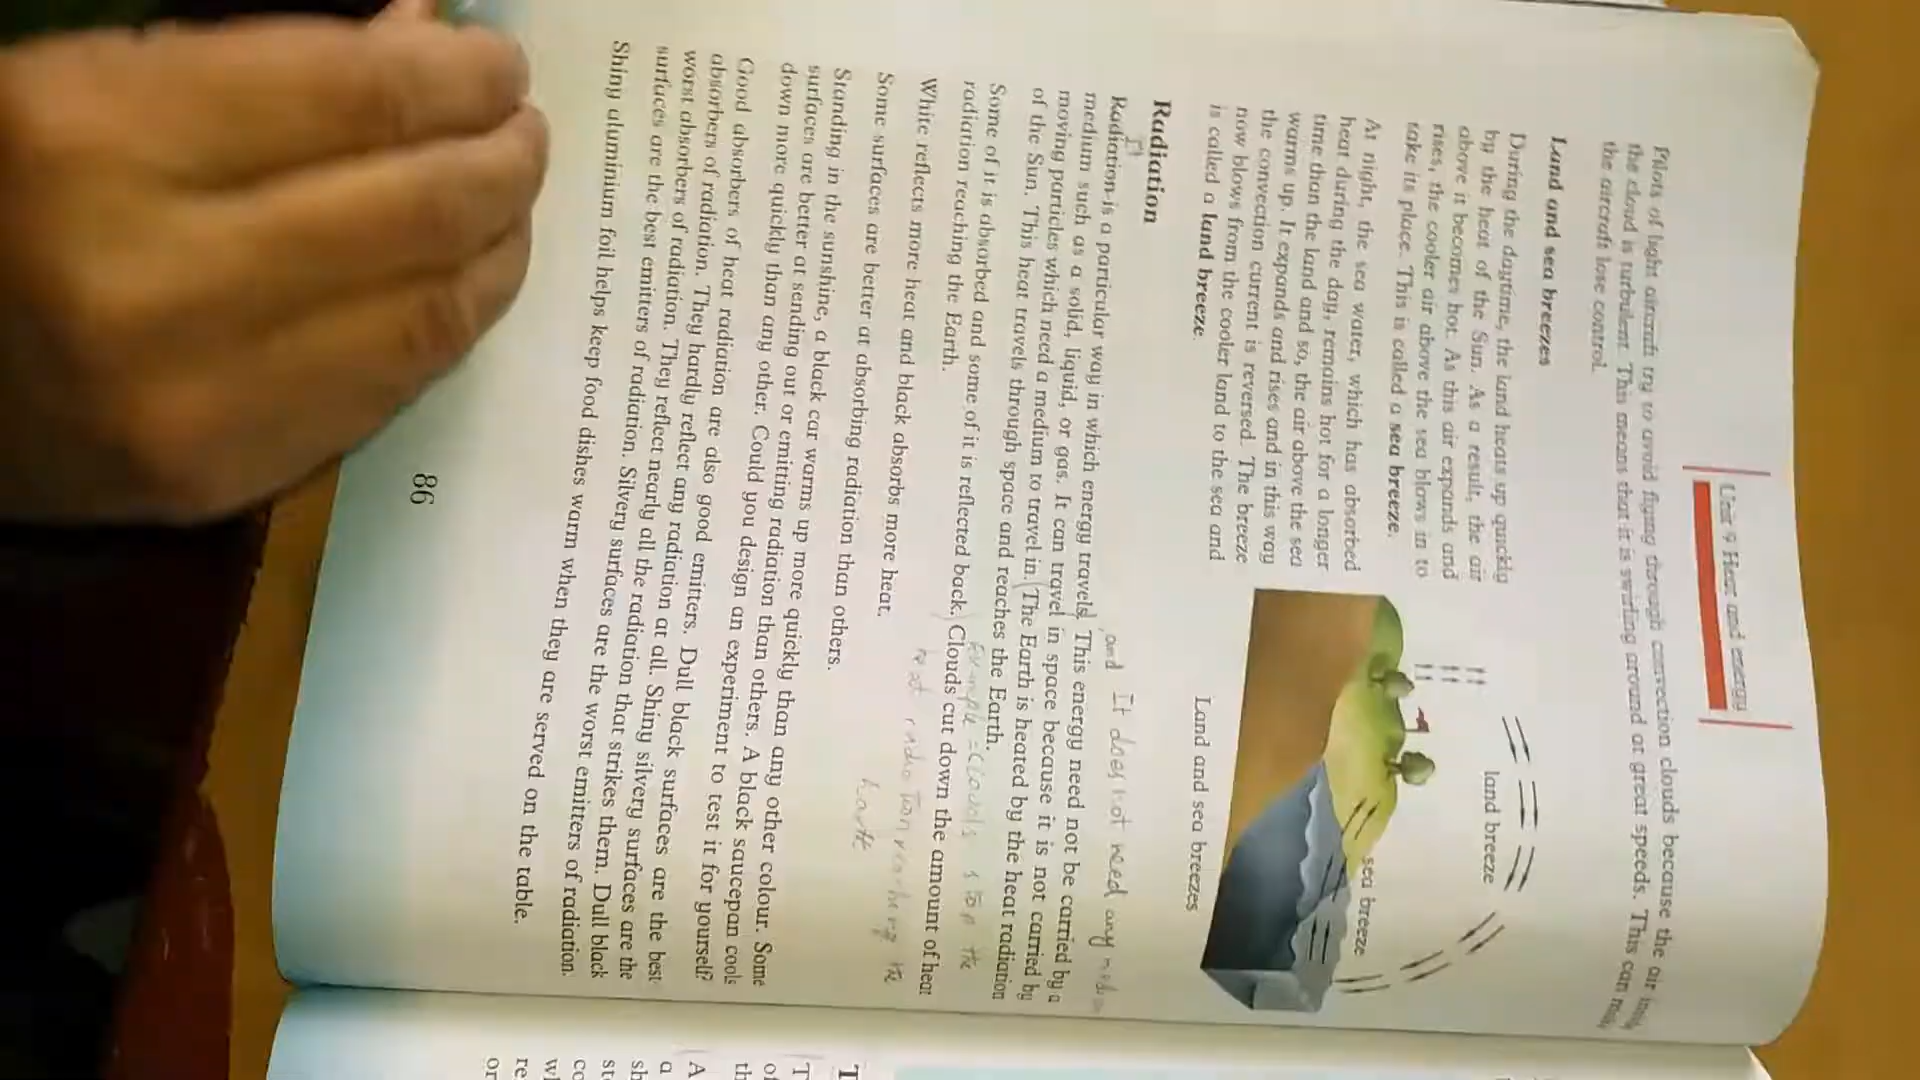 Unit 9 Heat and energy
Pilots of light aircraft try to avoid flying through convection clouds because the air
the cloud is turbulent. This means that it is swirling around at great speeds. This can
the aircraft lose control.
Land and sea breezes
During the daytime, the land heats up quickly
by the heat of the Sun. As a result, the air
above it becomes hot. As this air expands and
rises, the cooler air above the sea blows in to
take its place. This is called a sea breeze.
At night, the sea water, which has absorbed
heat during the day, remains hot for a longer
time than the land and so, the air above the sea
warms up. It expands and rises and in this way
the convection current is reversed. The breeze
now blows from the cooler land to the sea and
is called a land breeze.
land breeze
sea breeze
Land and sea breezes
Radiation
and It does not need any
Radiation is a particular way in which energy travels. This energy need not be carried by a
It
medium such as a solid, liquid, or gas. It can travel in space because it is not carried by
moving particles which need a medium to travel in. The Earth is heated by the heat radiation
of the Sun. This heat travels through space and reaches the Earth.
Example = Clouds stop the
Some of it is absorbed and some of it is reflected back. Clouds cut down the amount of heat
radiation reaching the Earth.
heat radiation reaching the
White reflects more heat and black absorbs more heat.
Some surfaces are better at absorbing radiation than others.
Standing in the sunshine, a black car warms up more quickly than any other colour. Some
surfaces are better at sending out or emitting radiation than others. A black saucepan cools
down more quickly than any other. Could you design an experiment to test it for yourself?
Good absorbers of heat radiation are also good emitters. Dull black surfaces are the best
absorbers of radiation. They hardly reflect any radiation at all. Shiny silvery surfaces are the
worst absorbers of radiation. They reflect nearly all the radiation that strikes them. Dull black
surfaces are the best emitters of radiation. Silvery surfaces are the worst emitters of radiation.
Shiny aluminium foil helps keep food dishes warm when they are served on the table.
86